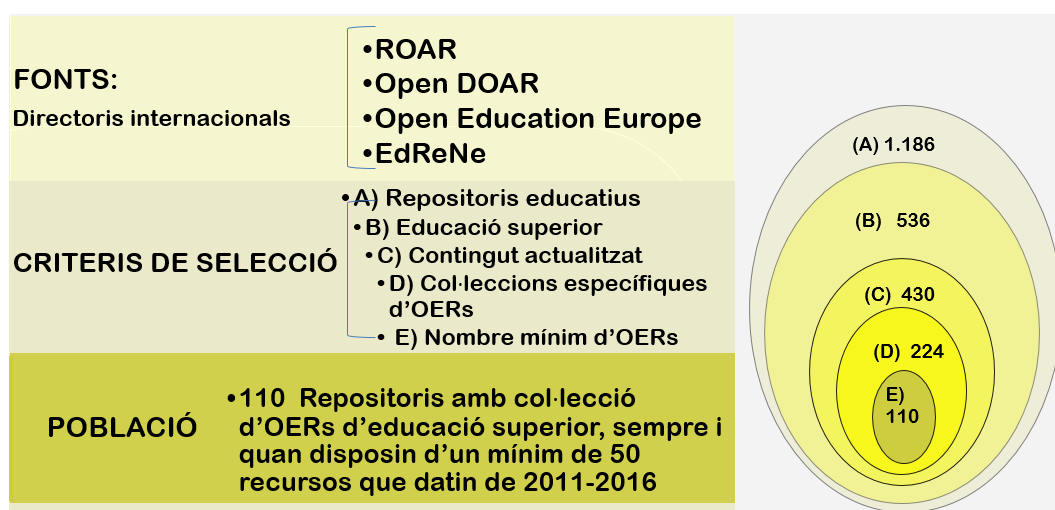 FONTS:
Directoris internacionals
•ROAR
•Open DOAR
•Open Education Europe
•EdReNe
CRITERIS DE SELECCIÓ
•A) Repositoris educatius
•B) Educació superior
•C) Contingut actualitzat
•D) Col·leccions específiques
d’OERs
• E) Nombre mínim d’OERs
POBLACIÓ
•110 Repositoris amb col·lecció
d’OERs d’educació superior, sempre i
quan disposin d’un mínim de 50
recursos que datin de 2011-2016
(A) 1.186
(B) 536
(C) 430
(D) 224
E)
110